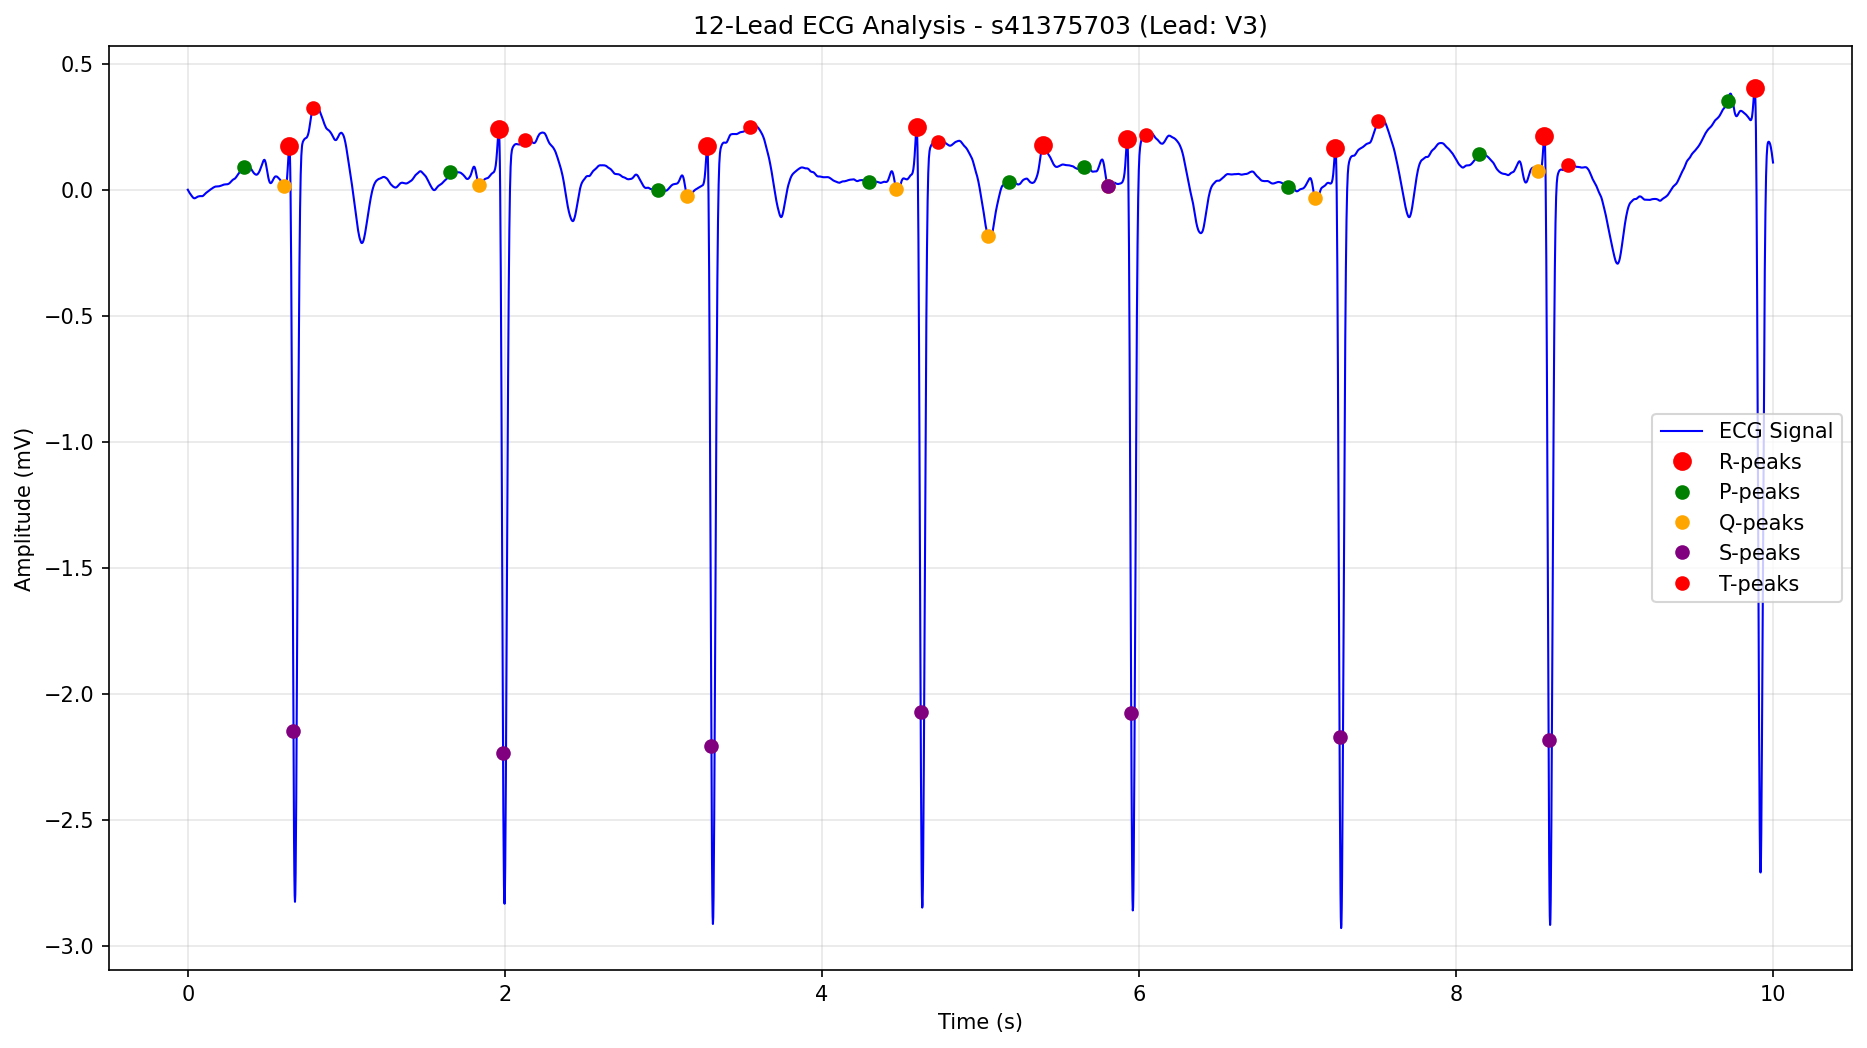 12-Lead ECG Analysis - s41375703 (Lead: V3)
Amplitude (mV)
0.5
0.0
−0.5
−1.0
−1.5
−2.0
−2.5
−3.0
ECG Signal
R-peaks
P-peaks
Q-peaks
S-peaks
T-peaks
0 2 4 6 8 10
Time (s)